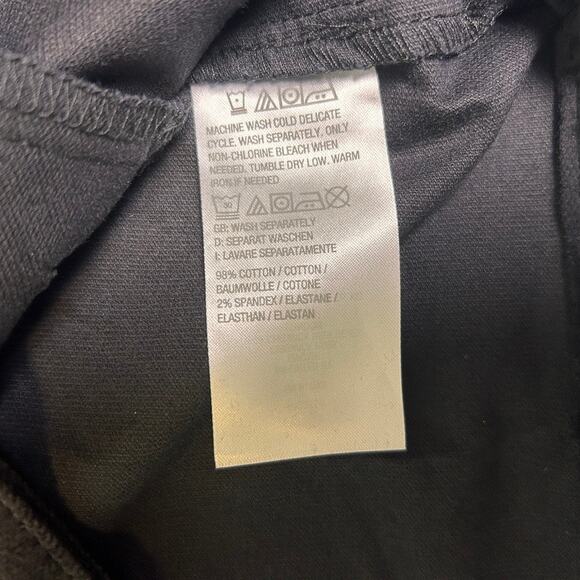 MACHINE WASH COLD DELICATE
CYCLE. WASH SEPARATELY, ONLY
NON-CHLORINE BLEACH WHEN
NEEDED. TUMBLE DRY LOW. WARM
IRON IF NEEDED
30
GB: WASH SEPARATELY
D: SEPARAT WASCHEN
I: LAVARE SEPARATAMENTE
98% COTTON / COTTON /
BAUMWOLLE / COTONE
2% SPANDEX / ELASTANE /
ELASTHAN / ELASTAN